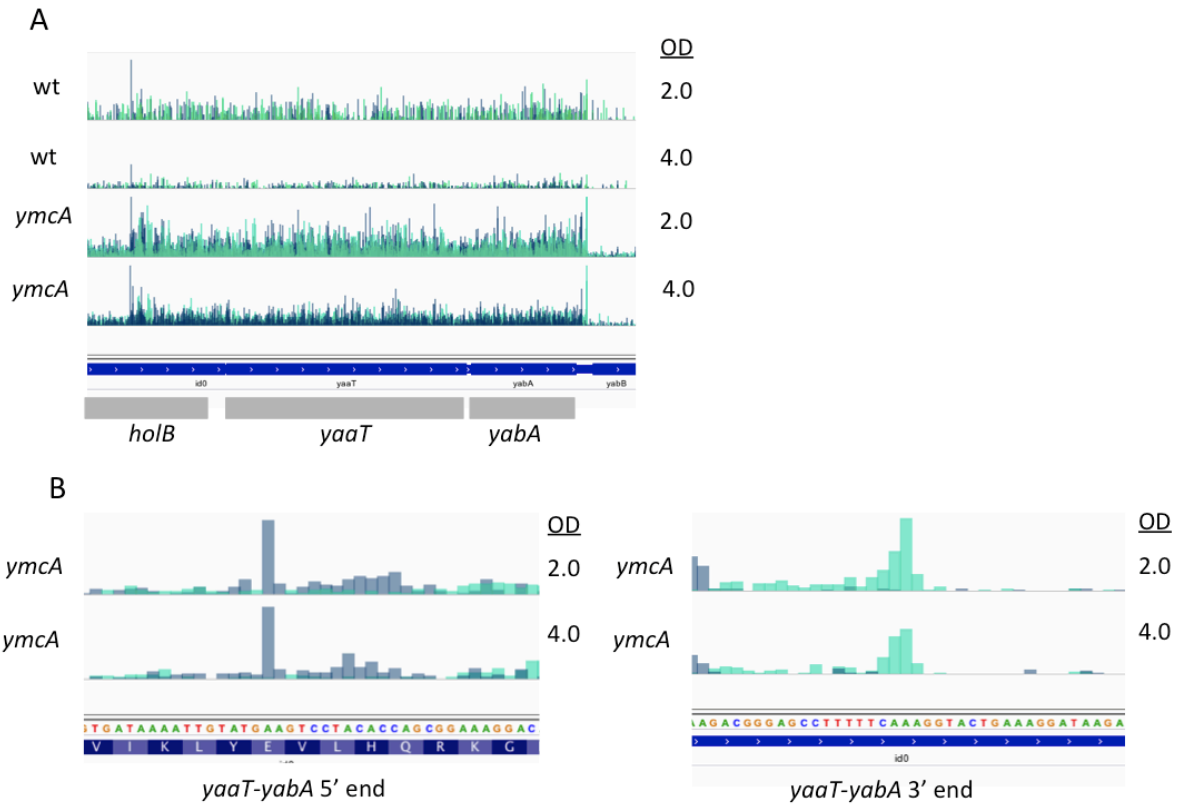 A
OD
wt 2.0
wt 4.0
ymcA 2.0
ymcA 4.0
id0 yaaT yabA yabB
holB yaaT yabA
B
OD OD
ymcA 2.0 ymcA 2.0
ymcA 4.0 ymcA 4.0
GTGATAAAATTGTATGAAGTCCTACACCAGCGGAAAGGAC AAGACGGGAGCCTTTTTCAAAGGTACTGAAAGGATAAGA
V I K L Y E V L H Q R K G
id0
yaaT-yabA 5’ end yaaT-yabA 3’ end